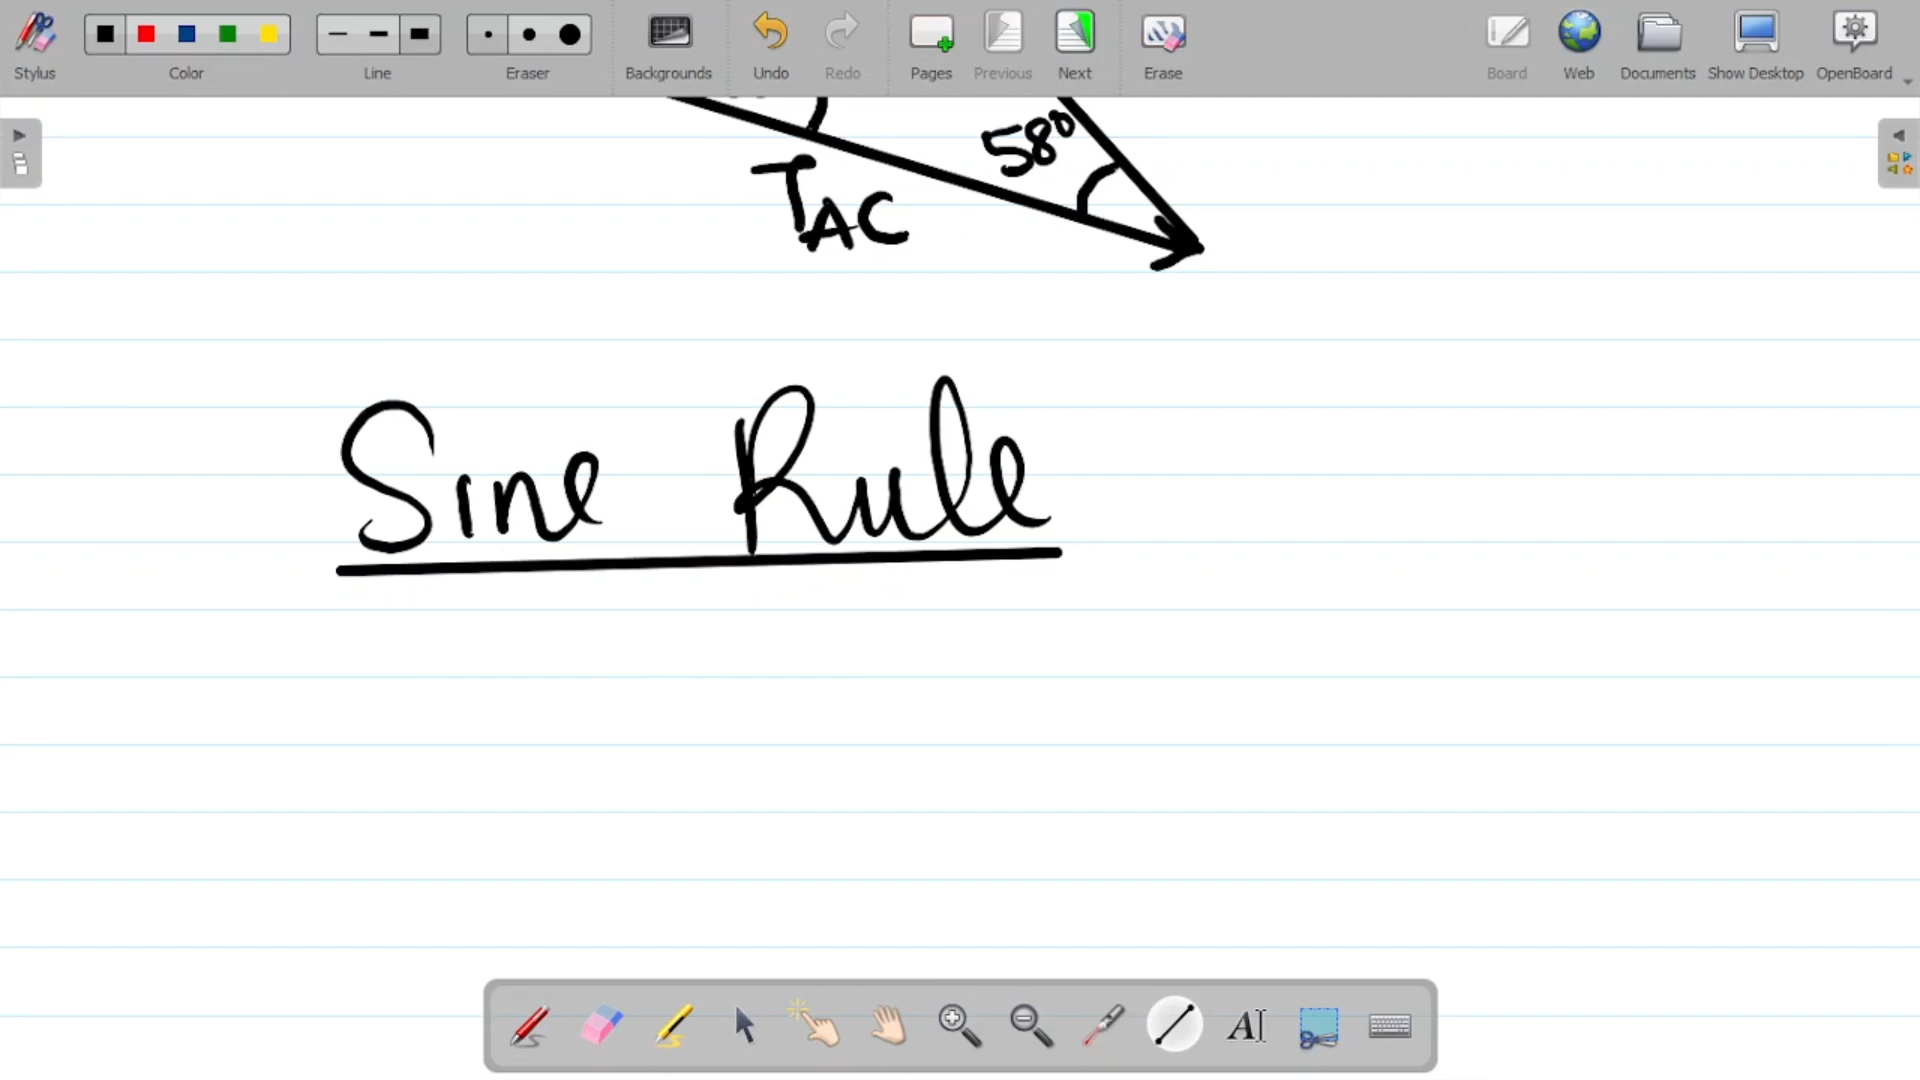 Stylus
Color
Line
Eraser
Backgrounds
Undo
Redo
Pages
Previous
Next
Erase
Board
Web
Documents
Show Desktop
OpenBoard
58°
TAC
Sine Rule